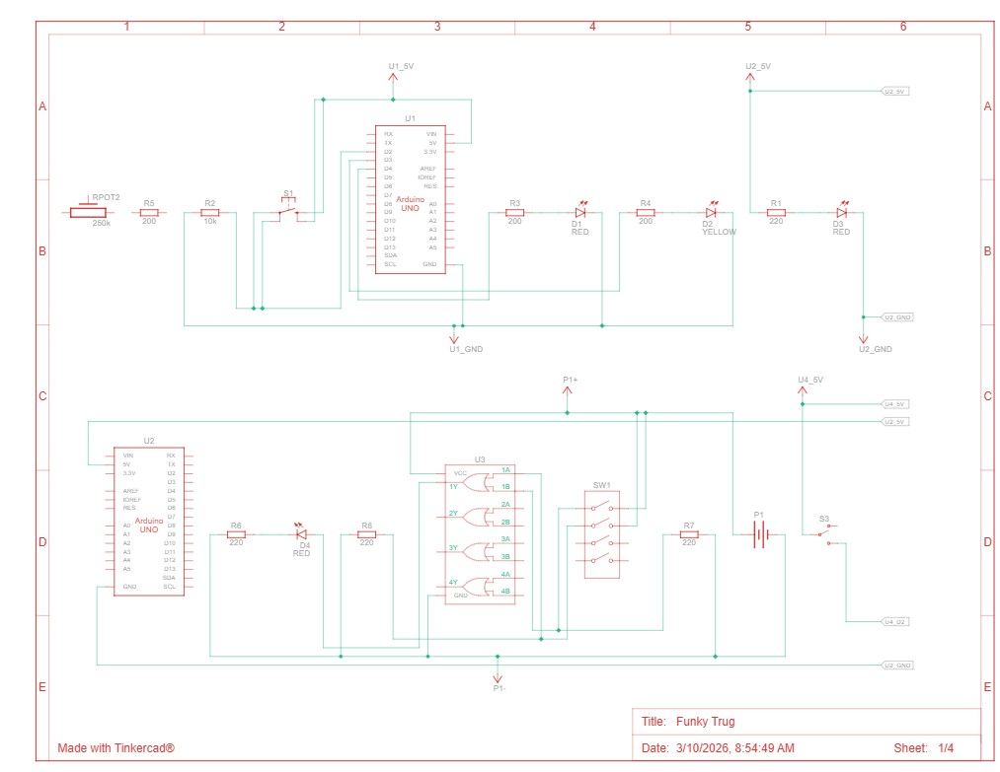 1 2 3 4 5 6
U1_5V U2_5V
U2_5V
A A
U1
RX VIN
TX 5V
D2 3.3V
D3
D4 AREF
D5 IOREF
D6 RES
D7
D8 A0
D9 A1
D10 A2
D11 A3
D12 A4
D13 A5
SDA
SCL GND
Arduino
UNO
RPOT2
250k
R5
200
R2
10k
S1
R3
200
D1
RED
R4
200
D2
YELLOW
R1
220
D3
RED
B B
U2_GND
U1_GND
U2_GND
P1+
U4_5V
C C
U4_5V
U2_5V
U2
VIN RX
5V TX
3.3V D2
D3
AREF D4
IOREF D5
RES D6
D7
A0 D8
A1 D9
A2 D10
A3 D11
A4 D12
A5 D13
SDA
GND SCL
Arduino
UNO
R6
220
D4
RED
R8
220
U3
VCC 1A
1Y 1B
2A
2Y 2B
3A
3Y 3B
4A
4Y
GND 4B
SW1
R7
220
P1
S3
D D
U4_D2
U2_GND
P1-
E E
Title: Funky Trug
Made with Tinkercad®
Date: 3/10/2026, 8:54:49 AM Sheet: 1/4